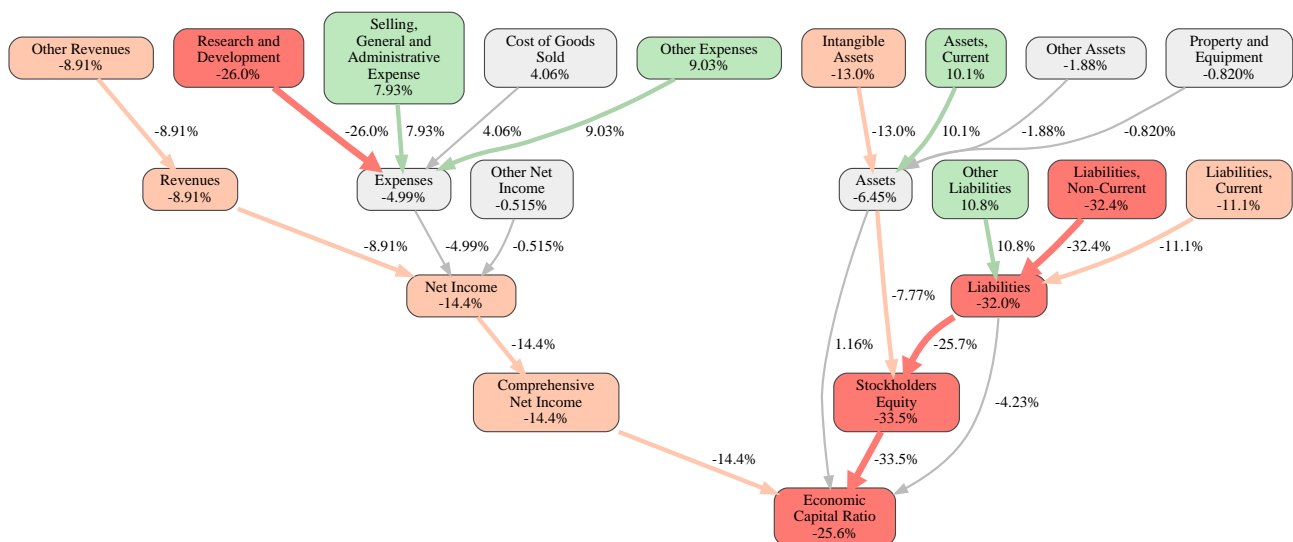 Other Revenues
-8.91%
Research and
Development
-26.0%
Selling,
General and
Administrative
Expense
7.93%
Cost of Goods
Sold
4.06%
Other Expenses
9.03%
Intangible
Assets
-13.0%
Assets,
Current
10.1%
Other Assets
-1.88%
Property and
Equipment
-0.820%
-8.91%
-26.0%
7.93%
4.06%
9.03%
-13.0%
10.1%
-1.88%
-0.820%
Revenues
-8.91%
Expenses
-4.99%
Other Net
Income
-0.515%
Assets
-6.45%
Other
Liabilities
10.8%
Liabilities,
Non-Current
-32.4%
Liabilities,
Current
-11.1%
-8.91%
-4.99%
-0.515%
10.8%
-32.4%
-11.1%
Net Income
-14.4%
-7.77%
Liabilities
-32.0%
-14.4%
1.16%
-25.7%
Comprehensive
Net Income
-14.4%
Stockholders
Equity
-33.5%
-4.23%
-14.4%
-33.5%
Economic
Capital Ratio
-25.6%